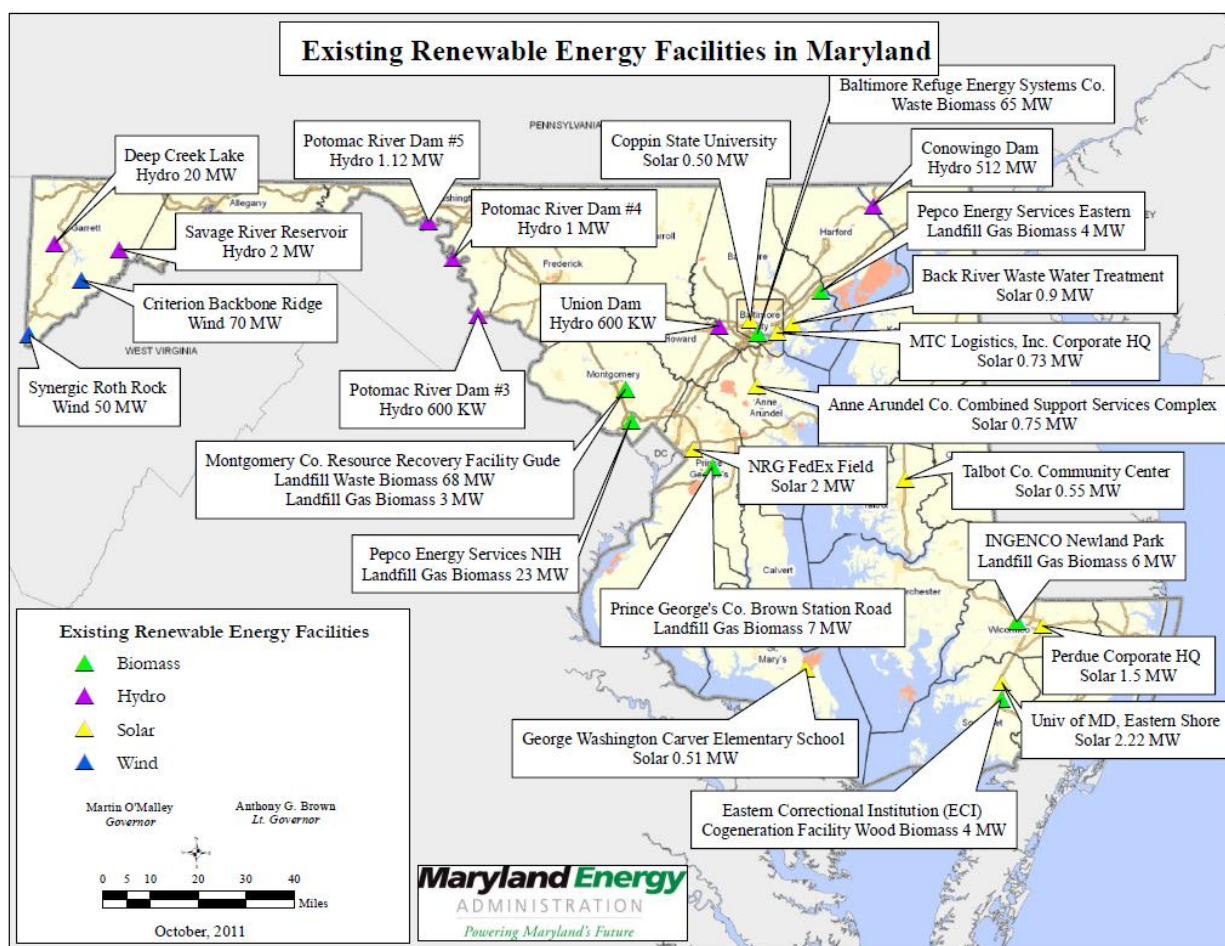 Existing Renewable Energy Facilities in Maryland
Baltimore Refuge Energy Systems Co.
Waste Biomass 65 MW
PENNSYLVANIA
Potomac River Dam #5
Hydro 1.12 MW
Coppin State University
Solar 0.50 MW
Conowingo Dam
Hydro 512 MW
Deep Creek Lake
Hydro 20 MW
Allegany
Potomac River Dam #4
Hydro 1 MW
Pepco Energy Services Eastern
Landfill Gas Biomass 4 MW
Garrett
Savage River Reservoir
Hydro 2 MW
Harford
Frederick
Back River Waste Water Treatment
Solar 0.9 MW
Criterion Backbone Ridge
Wind 70 MW
Union Dam
Hydro 600 KW
Baltimore
MTC Logistics, Inc. Corporate HQ
Solar 0.73 MW
WEST VIRGINIA
Synergic Roth Rock
Wind 50 MW
Potomac River Dam #3
Hydro 600 KW
Montgomery
Anne
Arundel
Anne Arundel Co. Combined Support Services Complex
Solar 0.75 MW
Montgomery Co. Resource Recovery Facility Gude
Landfill Waste Biomass 68 MW
Landfill Gas Biomass 3 MW
DC
NRG FedEx Field
Solar 2 MW
Talbot Co. Community Center
Solar 0.55 MW
Pepco Energy Services NIH
Landfill Gas Biomass 23 MW
INGENCO Newland Park
Landfill Gas Biomass 6 MW
Calvert
Prince George's Co. Brown Station Road
Landfill Gas Biomass 7 MW
Wicomico
St.
Mary's
Perdue Corporate HQ
Solar 1.5 MW
George Washington Carver Elementary School
Solar 0.51 MW
Univ of MD, Eastern Shore
Solar 2.22 MW
Eastern Correctional Institution (ECI)
Cogeneration Facility Wood Biomass 4 MW
Existing Renewable Energy Facilities
Biomass
Hydro
Solar
Wind
Martin O'Malley
Governor
Anthony G. Brown
Lt. Governor
0 5 10 20 30 40
Miles
October, 2011
Maryland Energy
ADMINISTRATION
Powering Maryland's Future